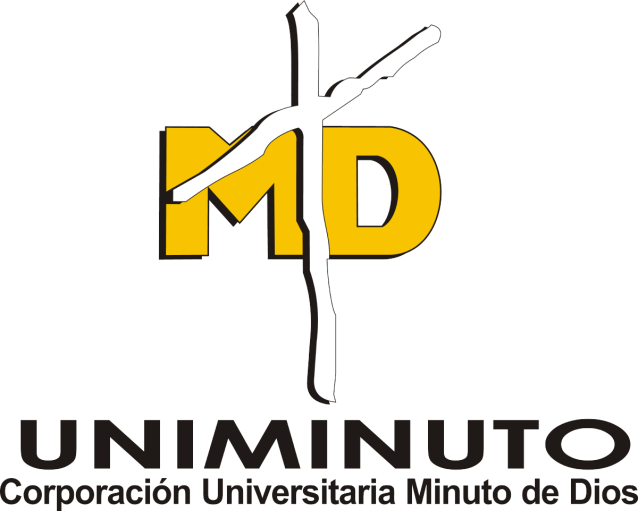 MD
UNIMINUTO
Corporación Universitaria Minuto de Dios